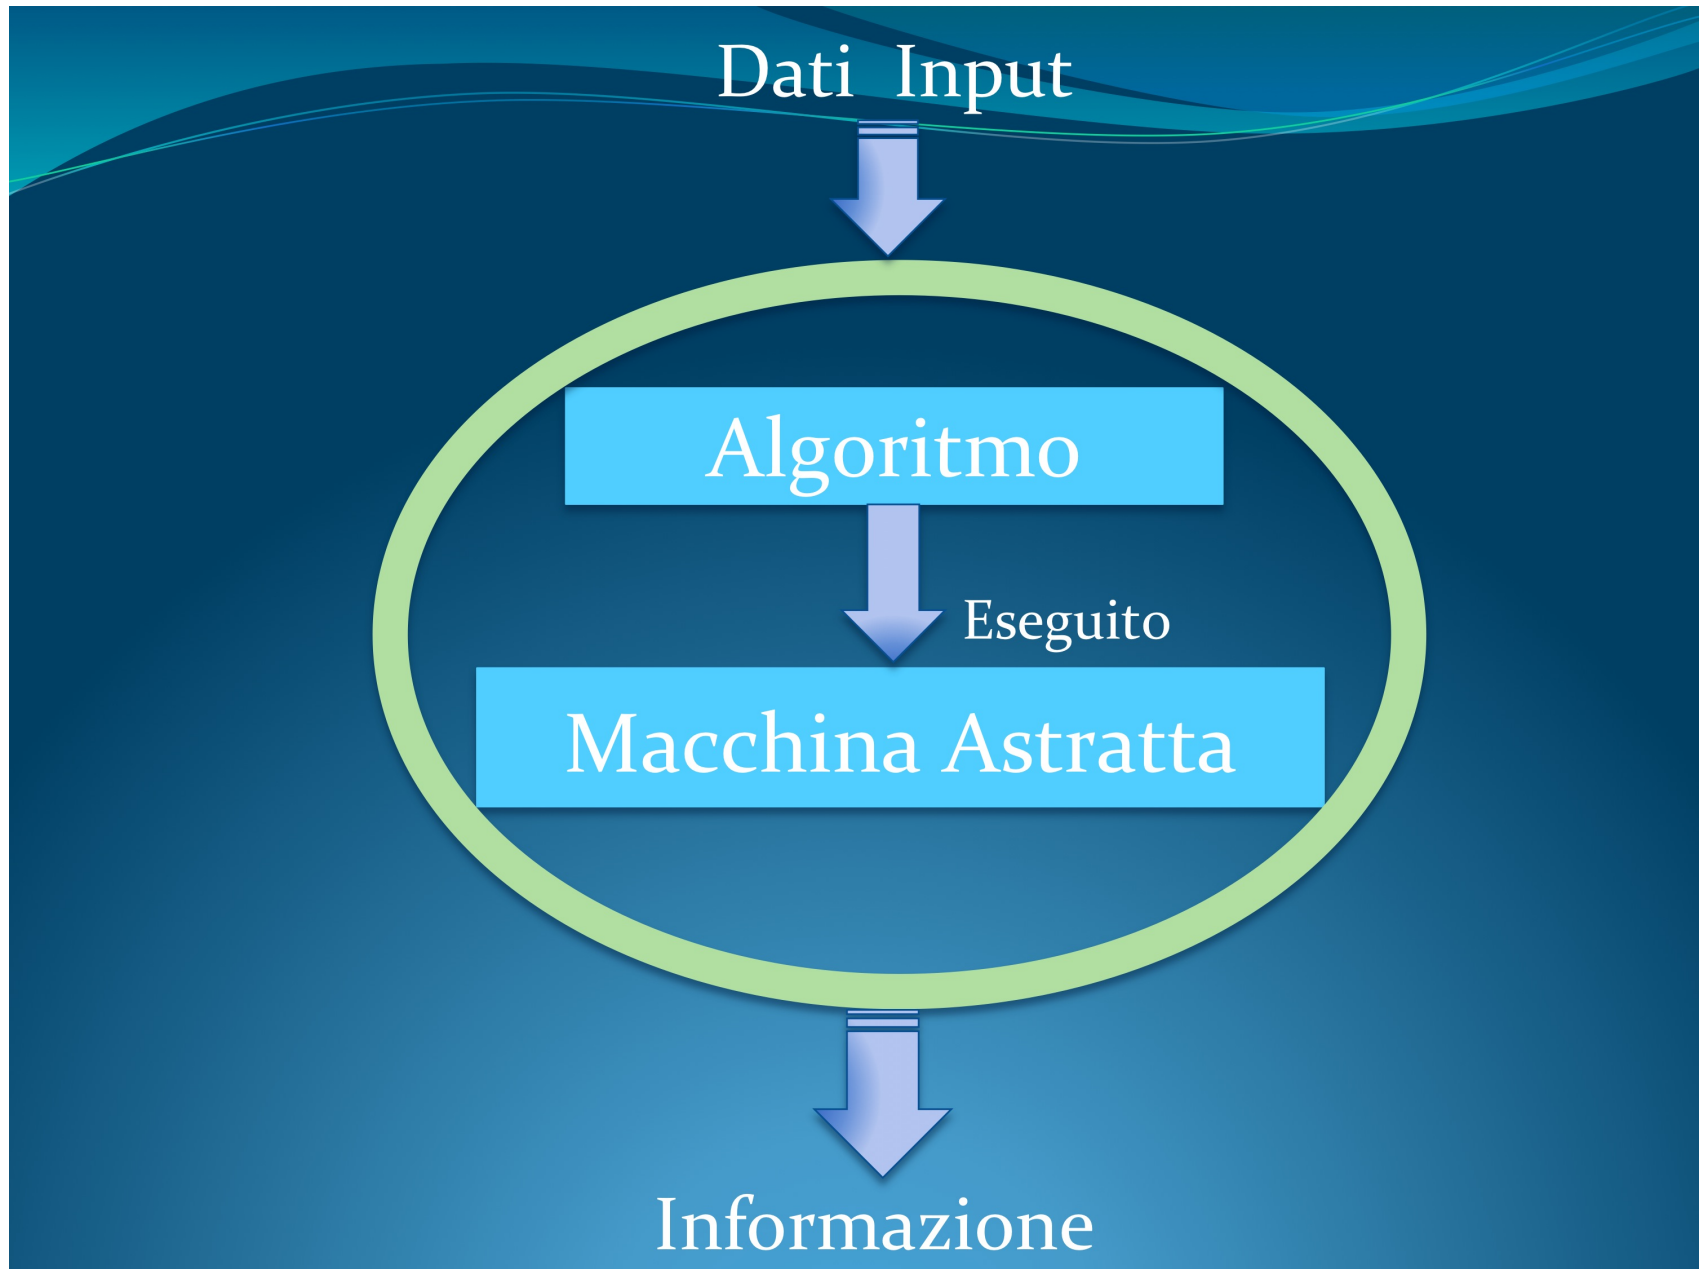 Dati Input
Algoritmo
Eseguito
Macchina Astratta
Informazione